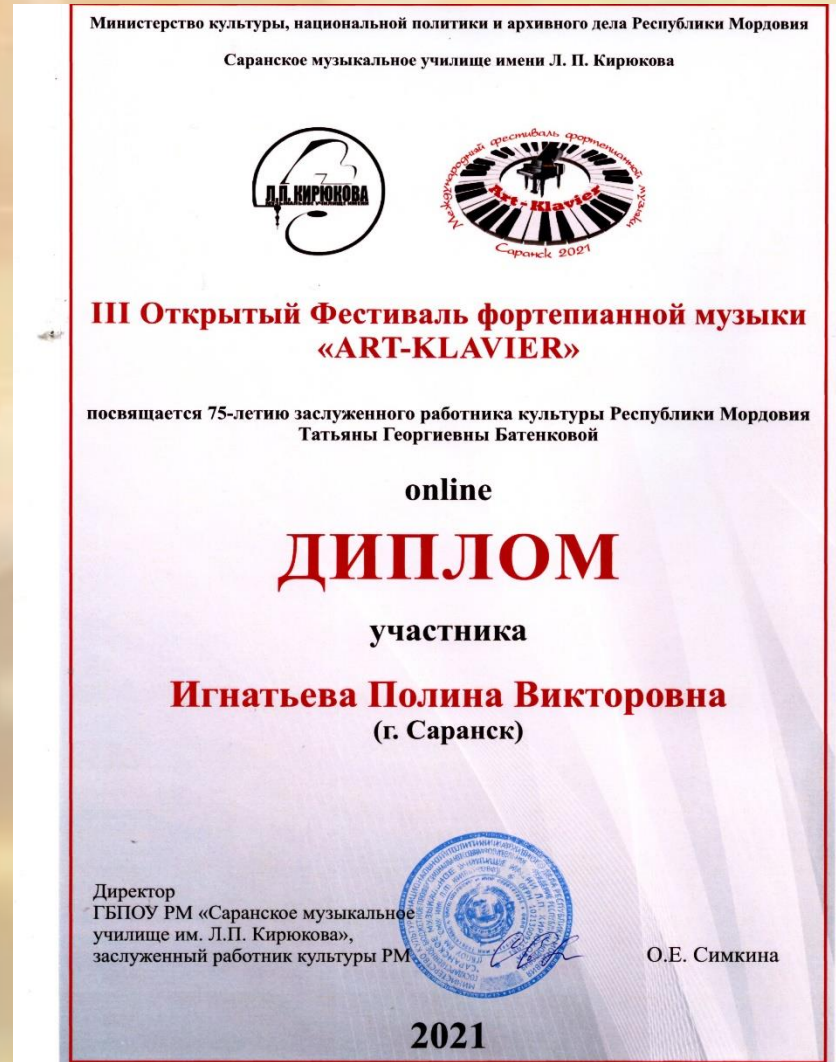 Министерство культуры, национальной политики и архивного дела Республики Мордовия
Саранское музыкальное училище имени Л. П. Кирюкова
Л.П. КИРЮКОВА
Международный фестиваль фортепианной музыки
Art-Klavier
Саранск 2021
III Открытый Фестиваль фортепианной музыки
«ART-KLAVIER»
посвящается 75-летию заслуженного работника культуры Республики Мордовия
Татьяны Георгиевны Батенковой
online
ДИПЛОМ
участника
Игнатьева Полина Викторовна
(г. Саранск)
Директор
ГБПОУ РМ «Саранское музыкальное
училище им. Л.П. Кирюкова»,
заслуженный работник культуры РМ
О.Е. Симкина
2021